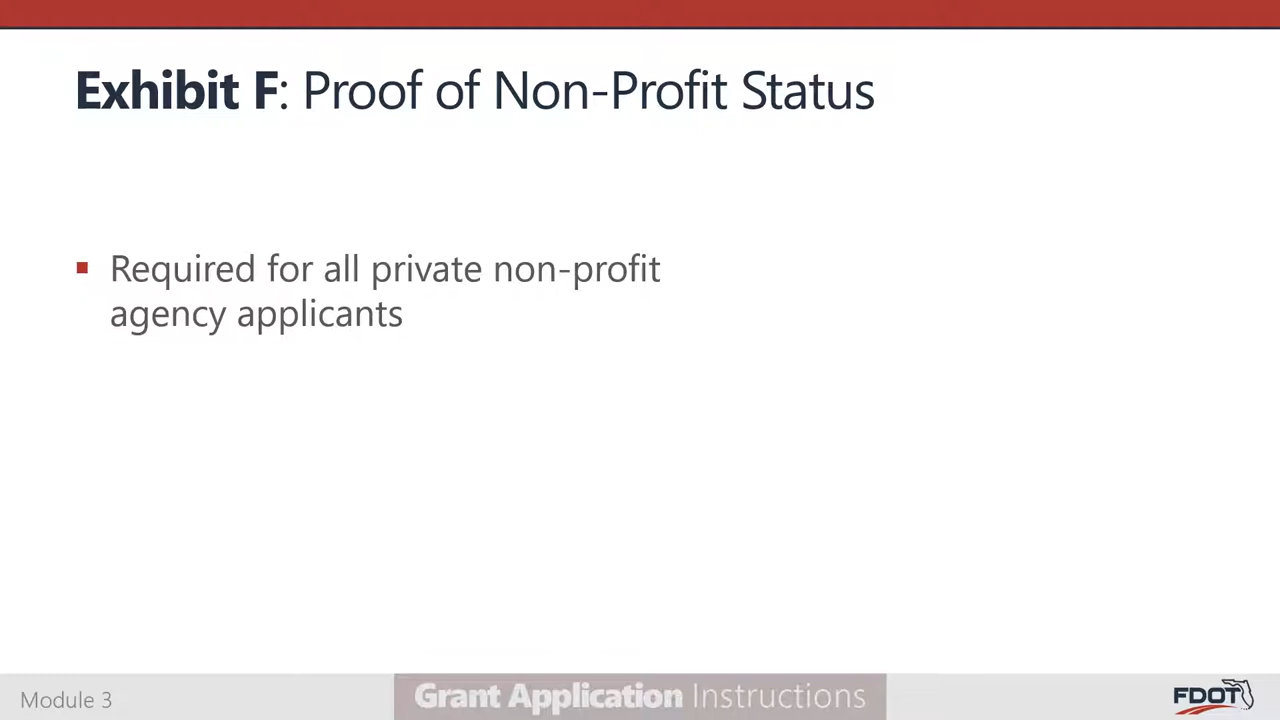 Exhibit F: Proof of Non-Profit Status
Required for all private non-profit
agency applicants
Module 3
Grant Application Instructions
FDOT